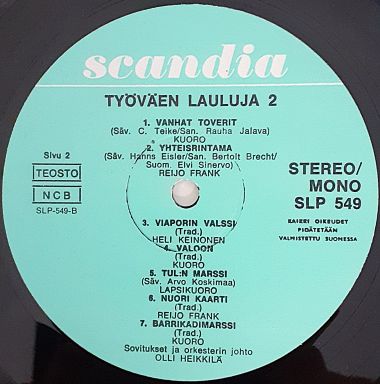 scandia
TYÖVÄEN LAULUJA 2
1. VANHAT TOVERIT
(Säv. C. Teike/San. Rauha Jalava)
KUORO
2. YHTEISRINTAMA
(Säv. Hanns Eisler/San. Bertolt Brecht/
Suom. Elvi Sinervo)
REIJO FRANK
Sivu 2
TEOSTO
NCB
SLP-549-B
STEREO/
MONO
SLP 549
KAIKKI OIKEUDET
PIDÄTETÄÄN
VALMISTETTU SUOMESSA
3. VIAPORIN VALSSI
(Trad.)
HELI KEINONEN
4. VALOON
(Trad.)
KUORO
5. TUL:N MARSSI
(Säv. Arvo Koskimaa)
LAPSIKUORO
6. NUORI KAARTI
(Trad.)
REIJO FRANK
7. BARRIKADIMARSSI
(Trad.)
KUORO
Sovitukset ja orkesterin johto
OLLI HEIKKILÄ